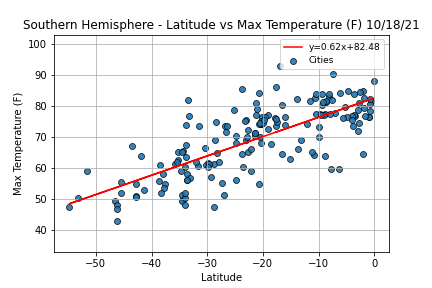 Southern Hemisphere - Latitude vs Max Temperature (F) 10/18/21
y=0.62x+82.48
Cities
Max Temperature (F)
100
90
80
70
60
50
40
−50
−40
−30
−20
−10
0
Latitude